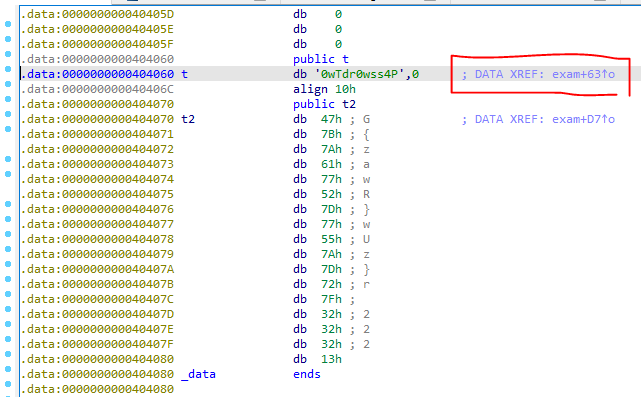 .data:000000000040405D db 0
.data:000000000040405E db 0
.data:000000000040405F db 0
.data:0000000000404060 public t
.data:0000000000404060 t db '0wTdr0wss4P',0 ; DATA XREF: exam+63↑o
.data:000000000040406C align 10h
.data:0000000000404070 public t2
.data:0000000000404070 t2 db 47h ; G ; DATA XREF: exam+D7↑o
.data:0000000000404071 db 7Bh ; {
.data:0000000000404072 db 7Ah ; z
.data:0000000000404073 db 61h ; a
.data:0000000000404074 db 77h ; w
.data:0000000000404075 db 52h ; R
.data:0000000000404076 db 7Dh ; }
.data:0000000000404077 db 77h ; w
.data:0000000000404078 db 55h ; U
.data:0000000000404079 db 7Ah ; z
.data:000000000040407A db 7Dh ; }
.data:000000000040407B db 72h ; r
.data:000000000040407C db 7Fh ;
.data:000000000040407D db 32h ; 2
.data:000000000040407E db 32h ; 2
.data:000000000040407F db 32h ; 2
.data:0000000000404080 db 13h
.data:0000000000404080 _data ends
.data:0000000000404080